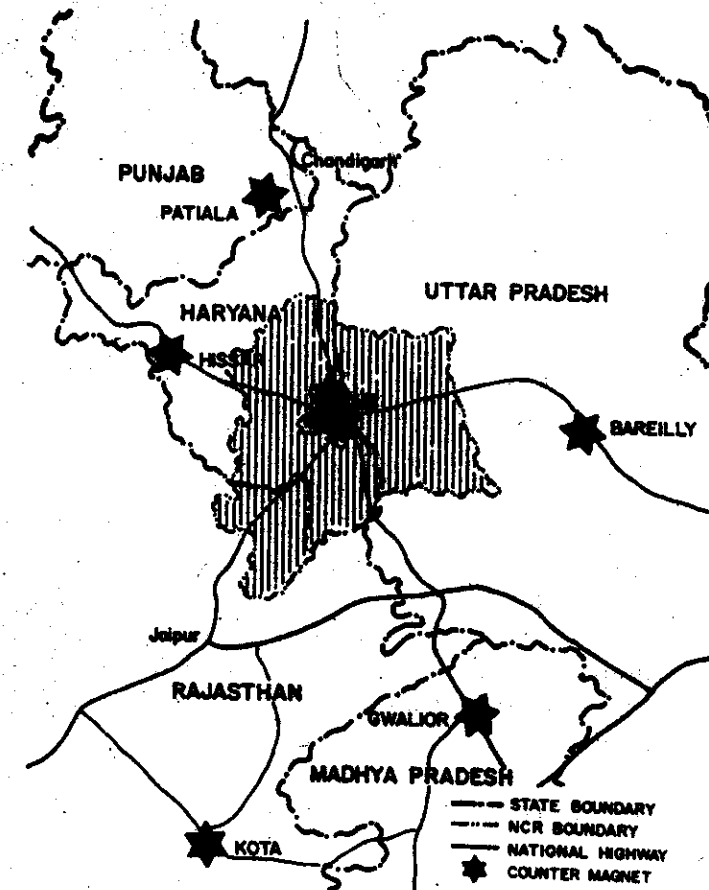 Chandigarh
PUNJAB
PATIALA
UTTAR PRADESH
HARYANA
HISSAR
BAREILLY
Jaipur
RAJASTHAN
GWALIOR
MADHYA PRADESH
KOTA
STATE BOUNDARY
NCR BOUNDARY
NATIONAL HIGHWAY
COUNTER MAGNET